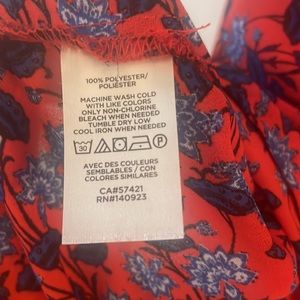 100% POLYESTER/
POLIÉSTER
MACHINE WASH COLD
WITH LIKE COLORS
ONLY NON-CHLORINE
BLEACH WHEN NEEDED
TUMBLE DRY LOW
COOL IRON WHEN NEEDED
AVEC DES COULEURS
SEMBLABLES / CON
COLORES SIMILARES
CA#57421
RN#140923